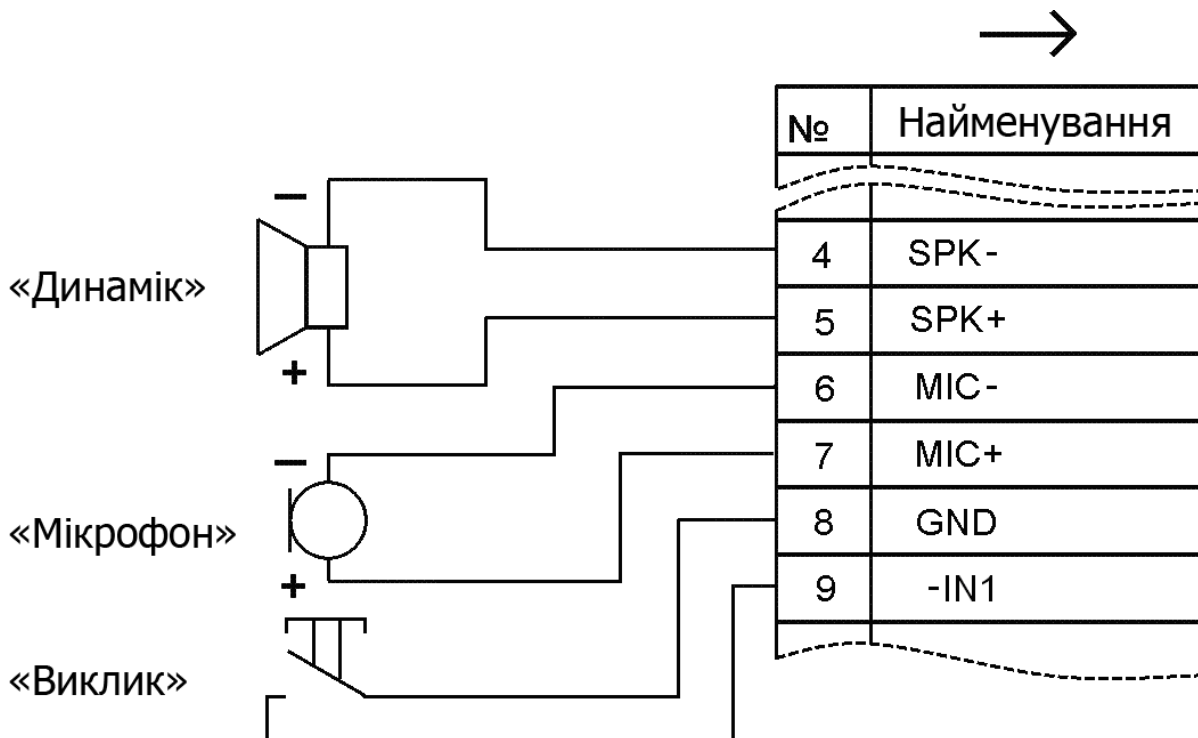 № Найменування
−
4 SPK-
«Динамік»
5 SPK+
+
6 MIC-
−
7 MIC+
8 GND
«Мікрофон»
+
9 -IN1
«Виклик»